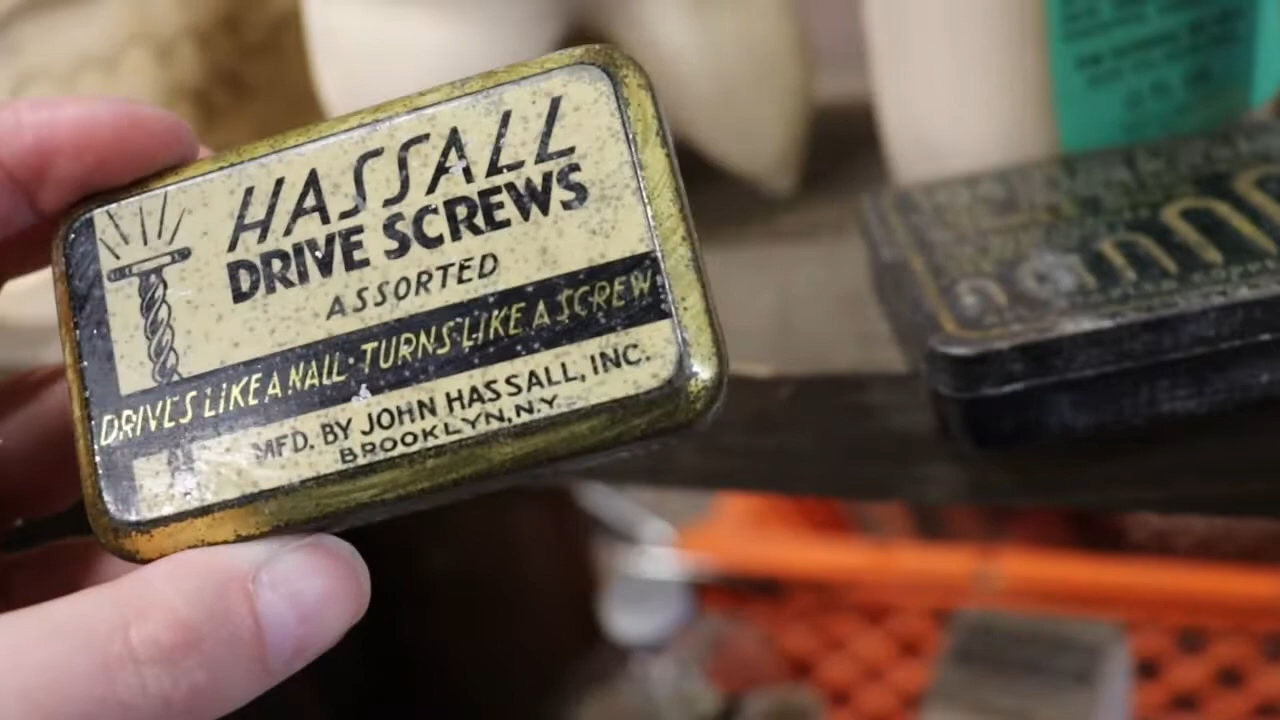 HASSALL
DRIVE SCREWS
ASSORTED
DRIVES LIKE A NAIL · TURNS LIKE A SCREW
MFD. BY JOHN HASSALL, INC.
BROOKLYN, N.Y.